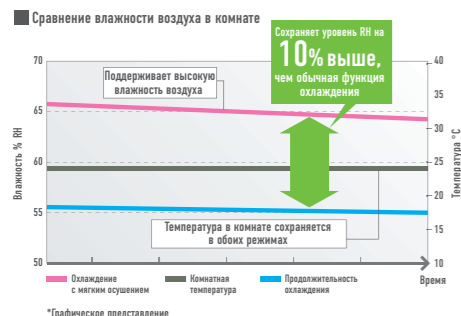 Сравнение влажности воздуха в комнате
Сохраняет уровень RH на
10% выше,
чем обычная функция
охлаждения
Поддерживает высокую
влажность воздуха
Температура в комнате сохраняется
в обоих режимах
Влажность % RH
70
65
60
55
50
Температура °C
40
35
30
25
20
15
10
Время
Охлаждение
с мягким осушением
Комнатная
температура
Продолжительность
охлаждения
*Графическое представление